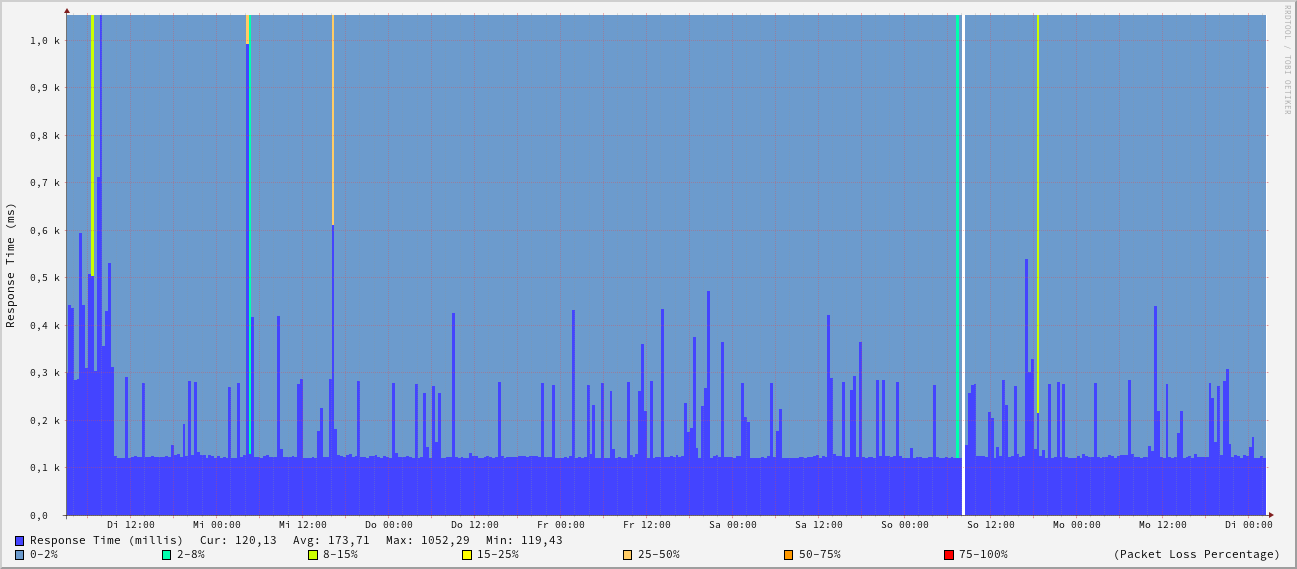 RRDTOOL / TOBI OETIKER
Response Time (ms)
1,0 k
0,9 k
0,8 k
0,7 k
0,6 k
0,5 k
0,4 k
0,3 k
0,2 k
0,1 k
0,0
Di 12:00 Mi 00:00 Mi 12:00 Do 00:00 Do 12:00 Fr 00:00 Fr 12:00 Sa 00:00 Sa 12:00 So 00:00 So 12:00 Mo 00:00 Mo 12:00 Di 00:00
Response Time (millis) Cur: 120,13 Avg: 173,71 Max: 1052,29 Min: 119,43
0-2% 2-8% 8-15% 15-25% 25-50% 50-75% 75-100% (Packet Loss Percentage)